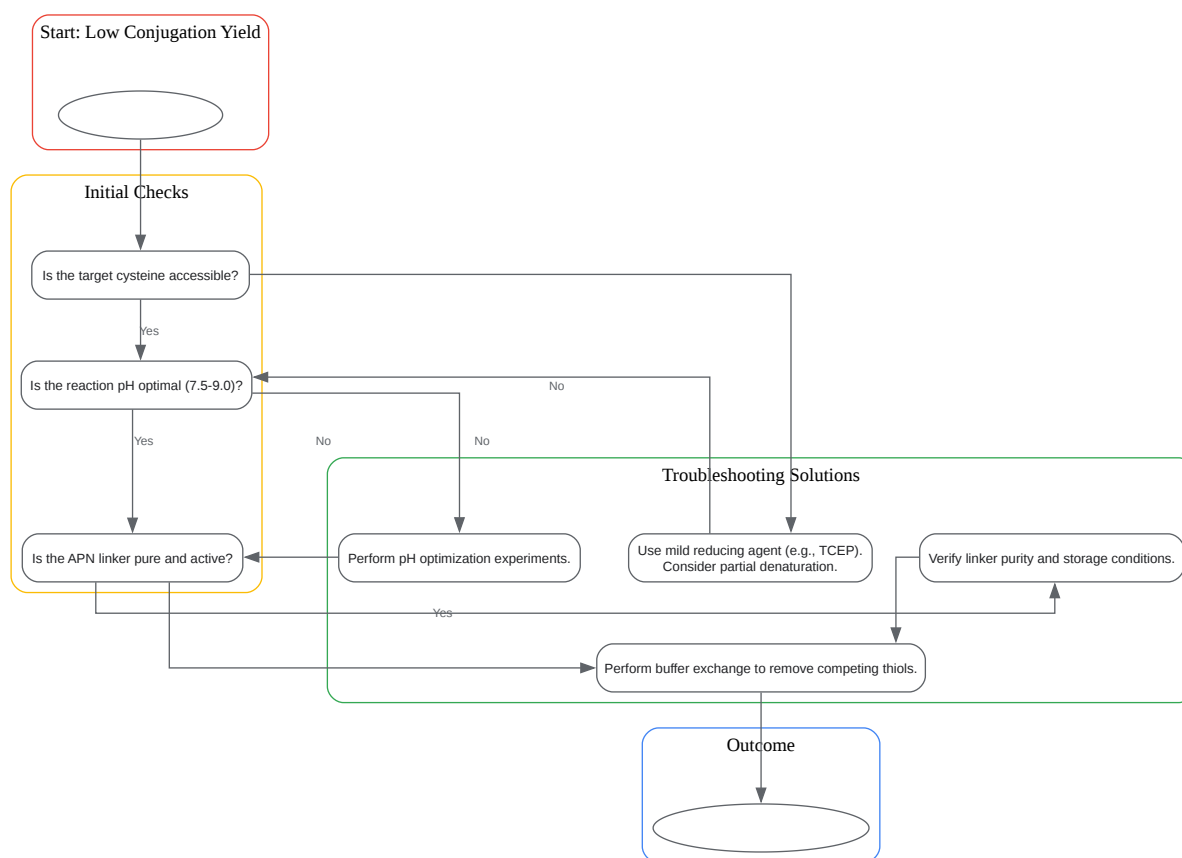 Start: Low Conjugation Yield
Initial Checks
Is the target cysteine accessible?
Yes
Is the reaction pH optimal (7.5-9.0)?
No
Yes
No
No
Troubleshooting Solutions
Is the APN linker pure and active?
Perform pH optimization experiments.
Use mild reducing agent (e.g., TCEP).
Consider partial denaturation.
Verify linker purity and storage conditions.
Yes
Perform buffer exchange to remove competing thiols.
Outcome